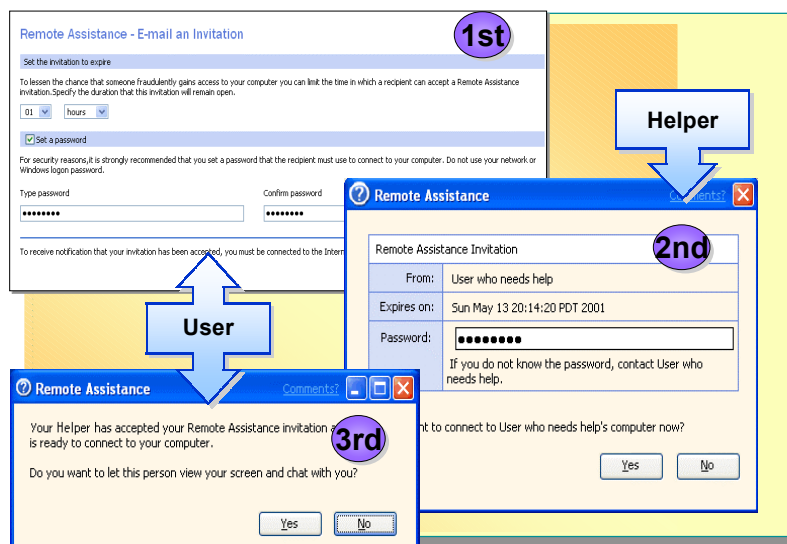 Remote Assistance - E-mail an Invitation
1st
Set the invitation to expire
To lessen the chance that someone fraudulently gains access to your computer you can limit the time in which a recipient can accept a Remote Assistance
invitation.Specify the duration that this invitation will remain open.
01 hours
Set a password
For security reasons,it is strongly recommended that you set a password that the recipient must use to connect to your computer. Do not use your network or
Windows logon password.
Type password Confirm password
To receive notification that your invitation has been accepted, you must be connected to the Intern
Helper
User
Remote Assistance Comments?
2nd
Remote Assistance Invitation
From: User who needs help
Expires on: Sun May 13 20:14:20 PDT 2001
Password:
If you do not know the password, contact User who
needs help.
nt to connect to User who needs help's computer now?
Yes No
Remote Assistance Comments?
3rd
Your Helper has accepted your Remote Assistance invitation a
is ready to connect to your computer.
Do you want to let this person view your screen and chat with you?
Yes No